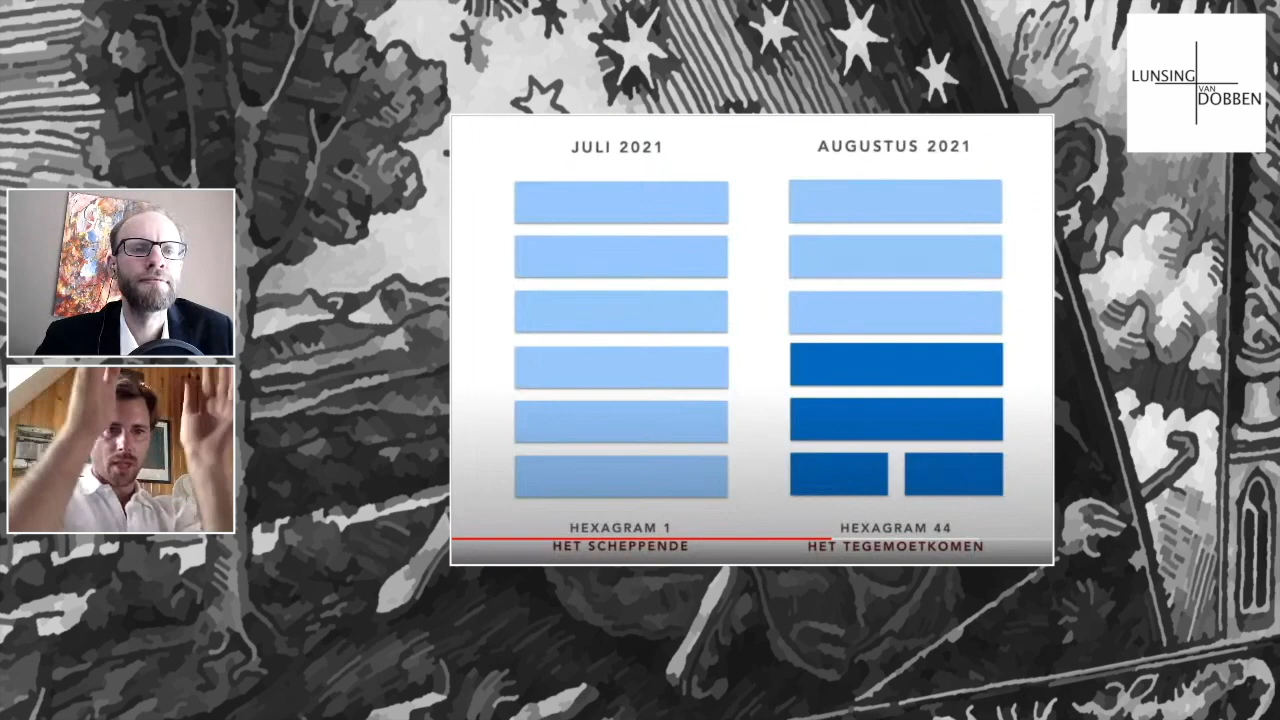 LUNSING
VAN
DOBBEN
JULI 2021
AUGUSTUS 2021
HEXAGRAM 1
HET SCHEPPENDE
HEXAGRAM 44
HET TEGEMOETKOMEN